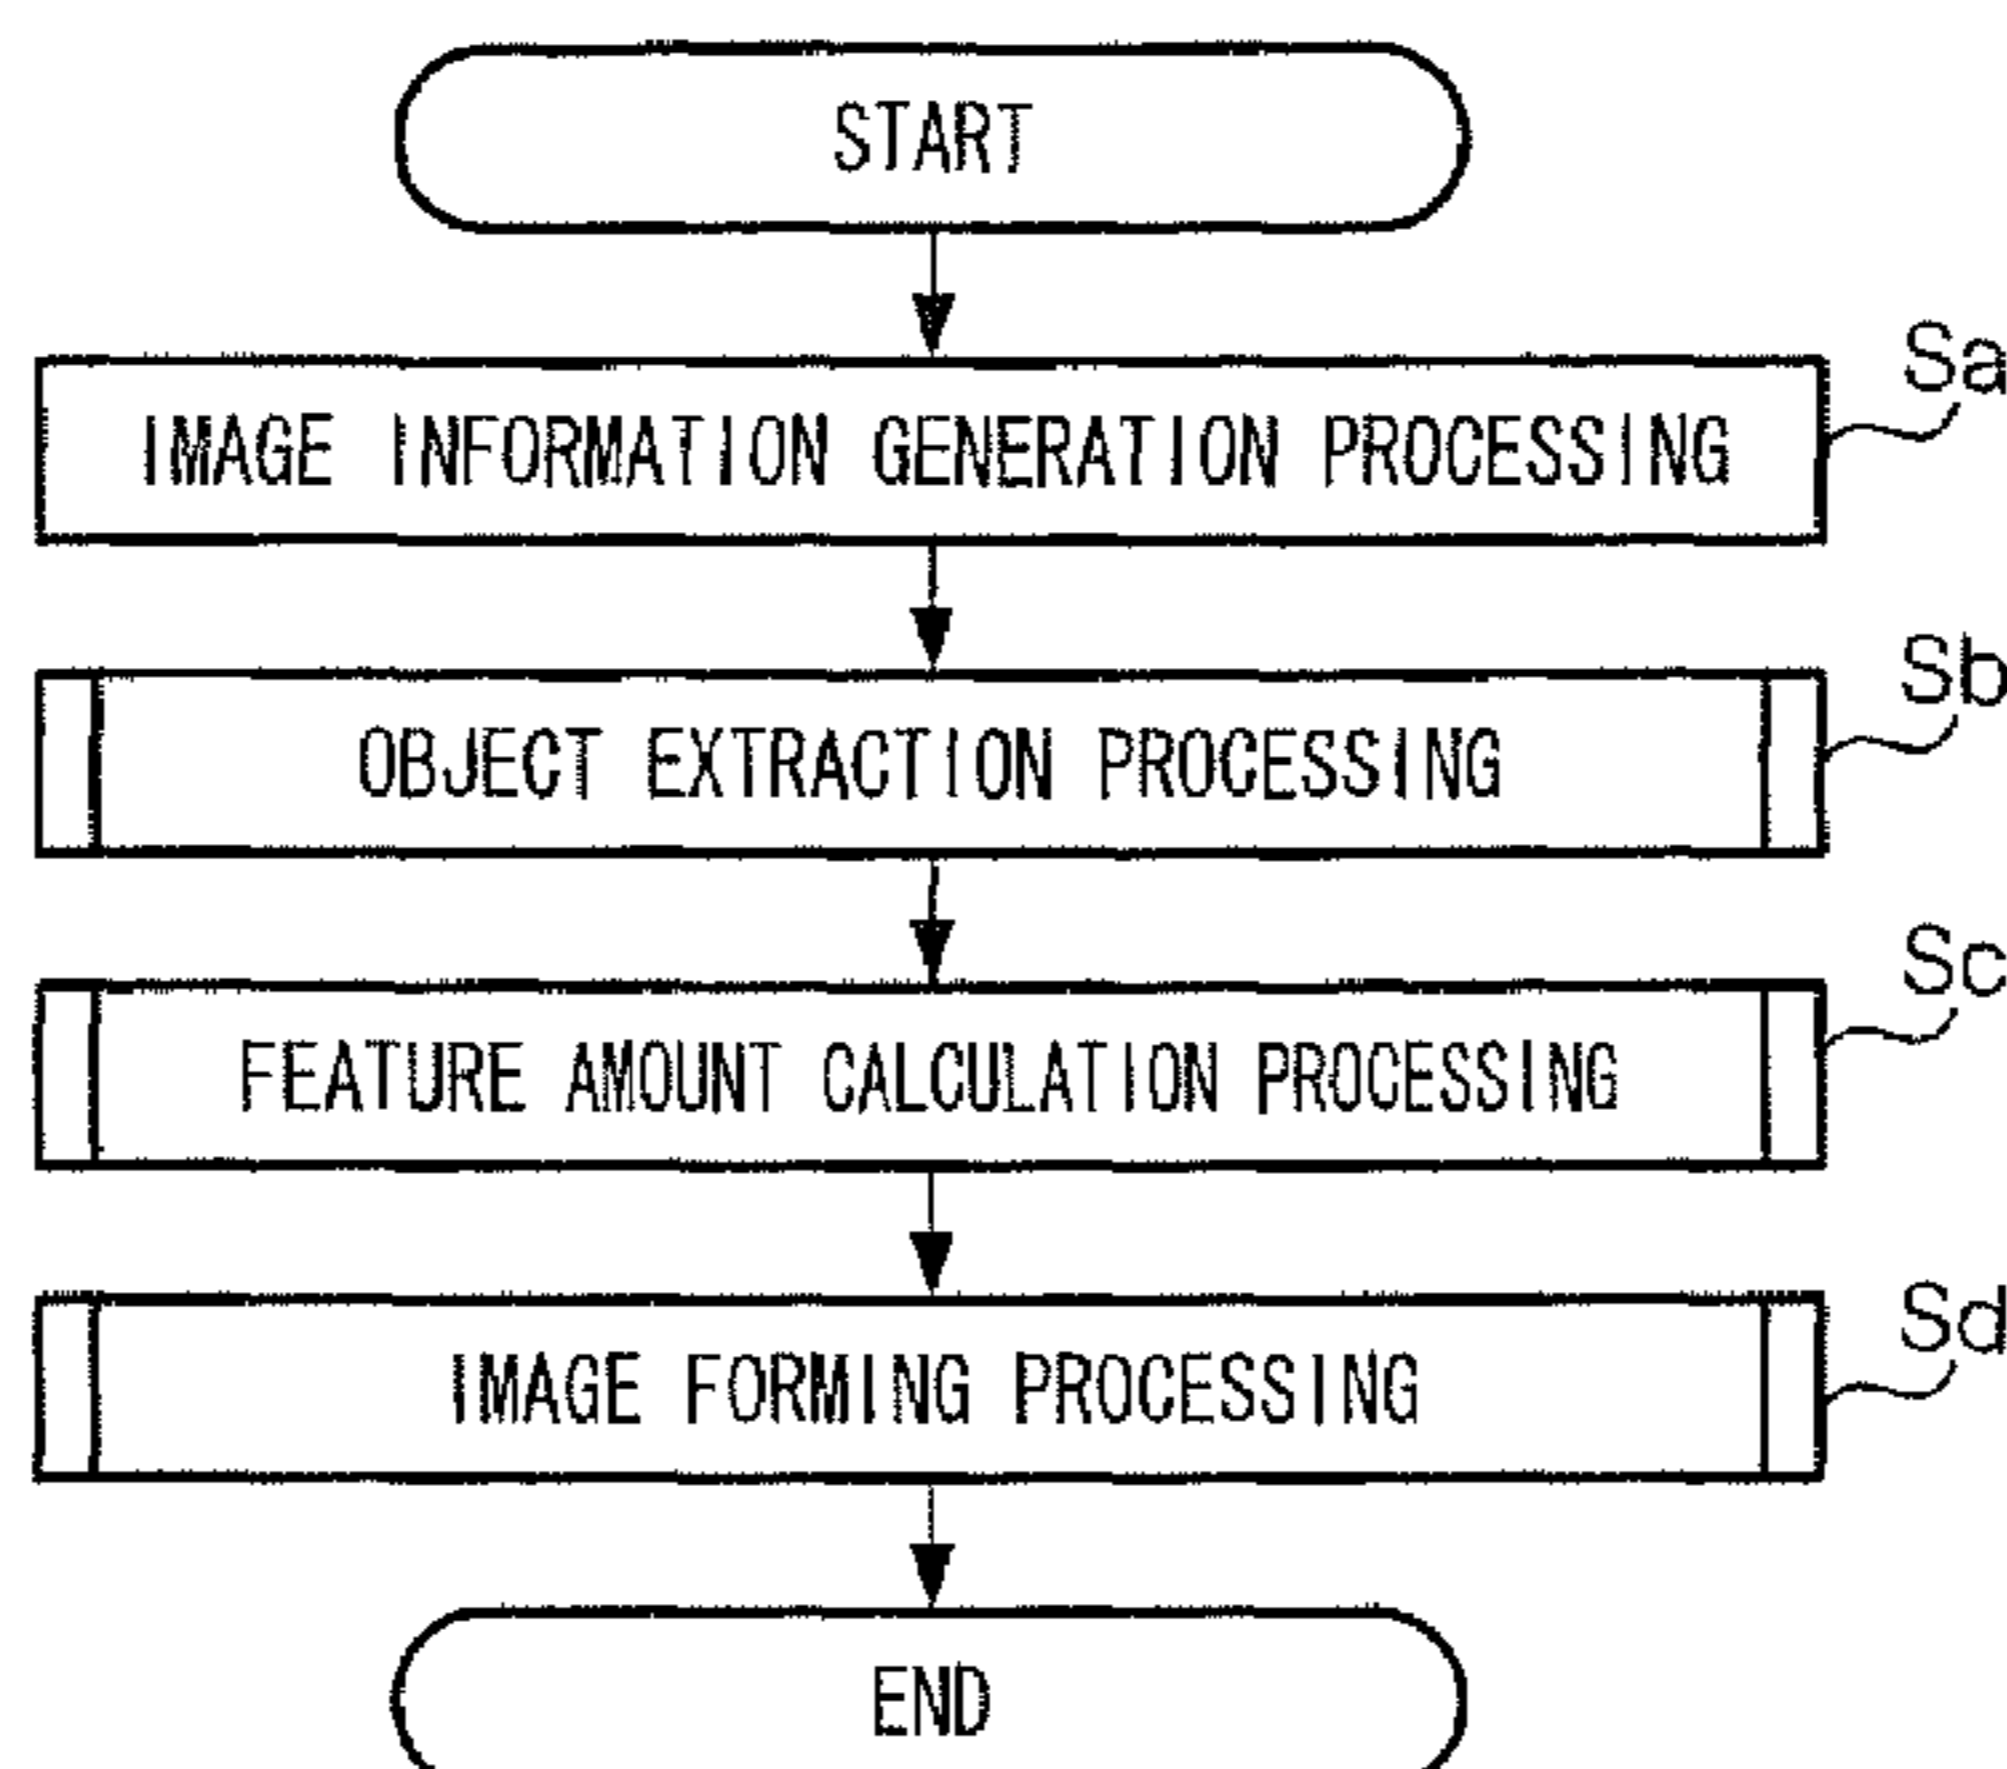 START
Sa
IMAGE INFORMATION GENERATION PROCESSING
Sb
OBJECT EXTRACTION PROCESSING
Sc
FEATURE AMOUNT CALCULATION PROCESSING
Sd
IMAGE FORMING PROCESSING
END